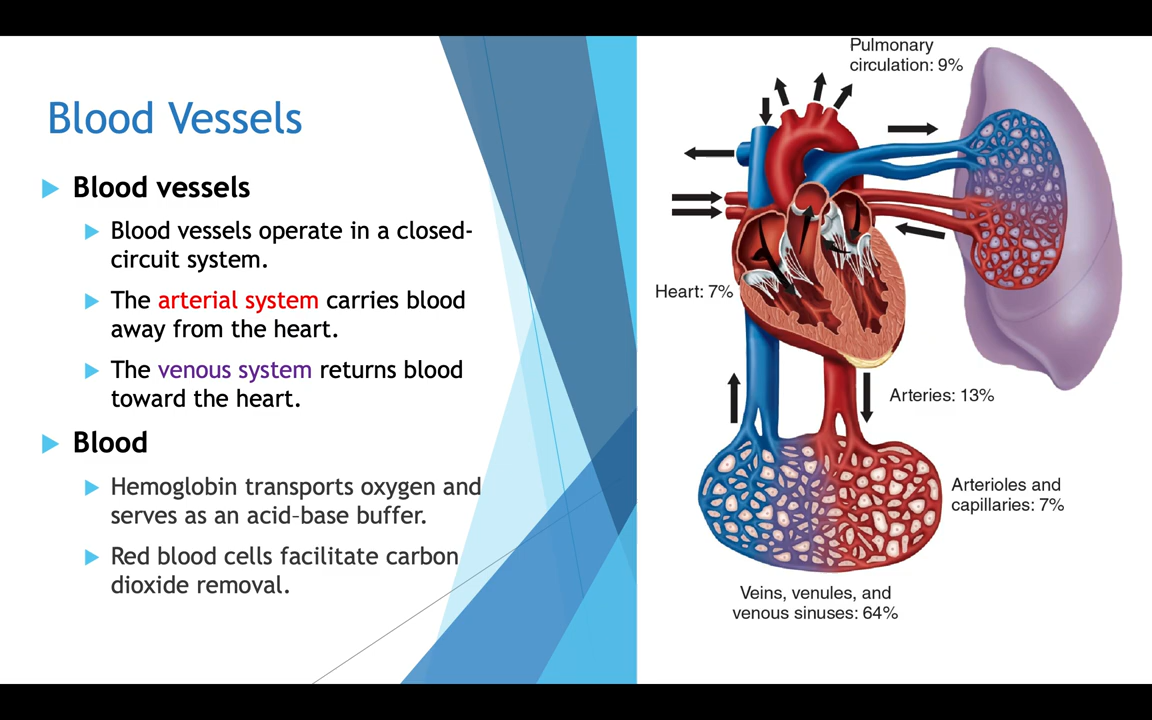 Blood Vessels
Blood vessels
Blood vessels operate in a closed-
circuit system.
The arterial system carries blood
away from the heart.
The venous system returns blood
toward the heart.
Blood
Hemoglobin transports oxygen and
serves as an acid–base buffer.
Red blood cells facilitate carbon
dioxide removal.
Pulmonary
circulation: 9%
Heart: 7%
Arteries: 13%
Arterioles and
capillaries: 7%
Veins, venules, and
venous sinuses: 64%